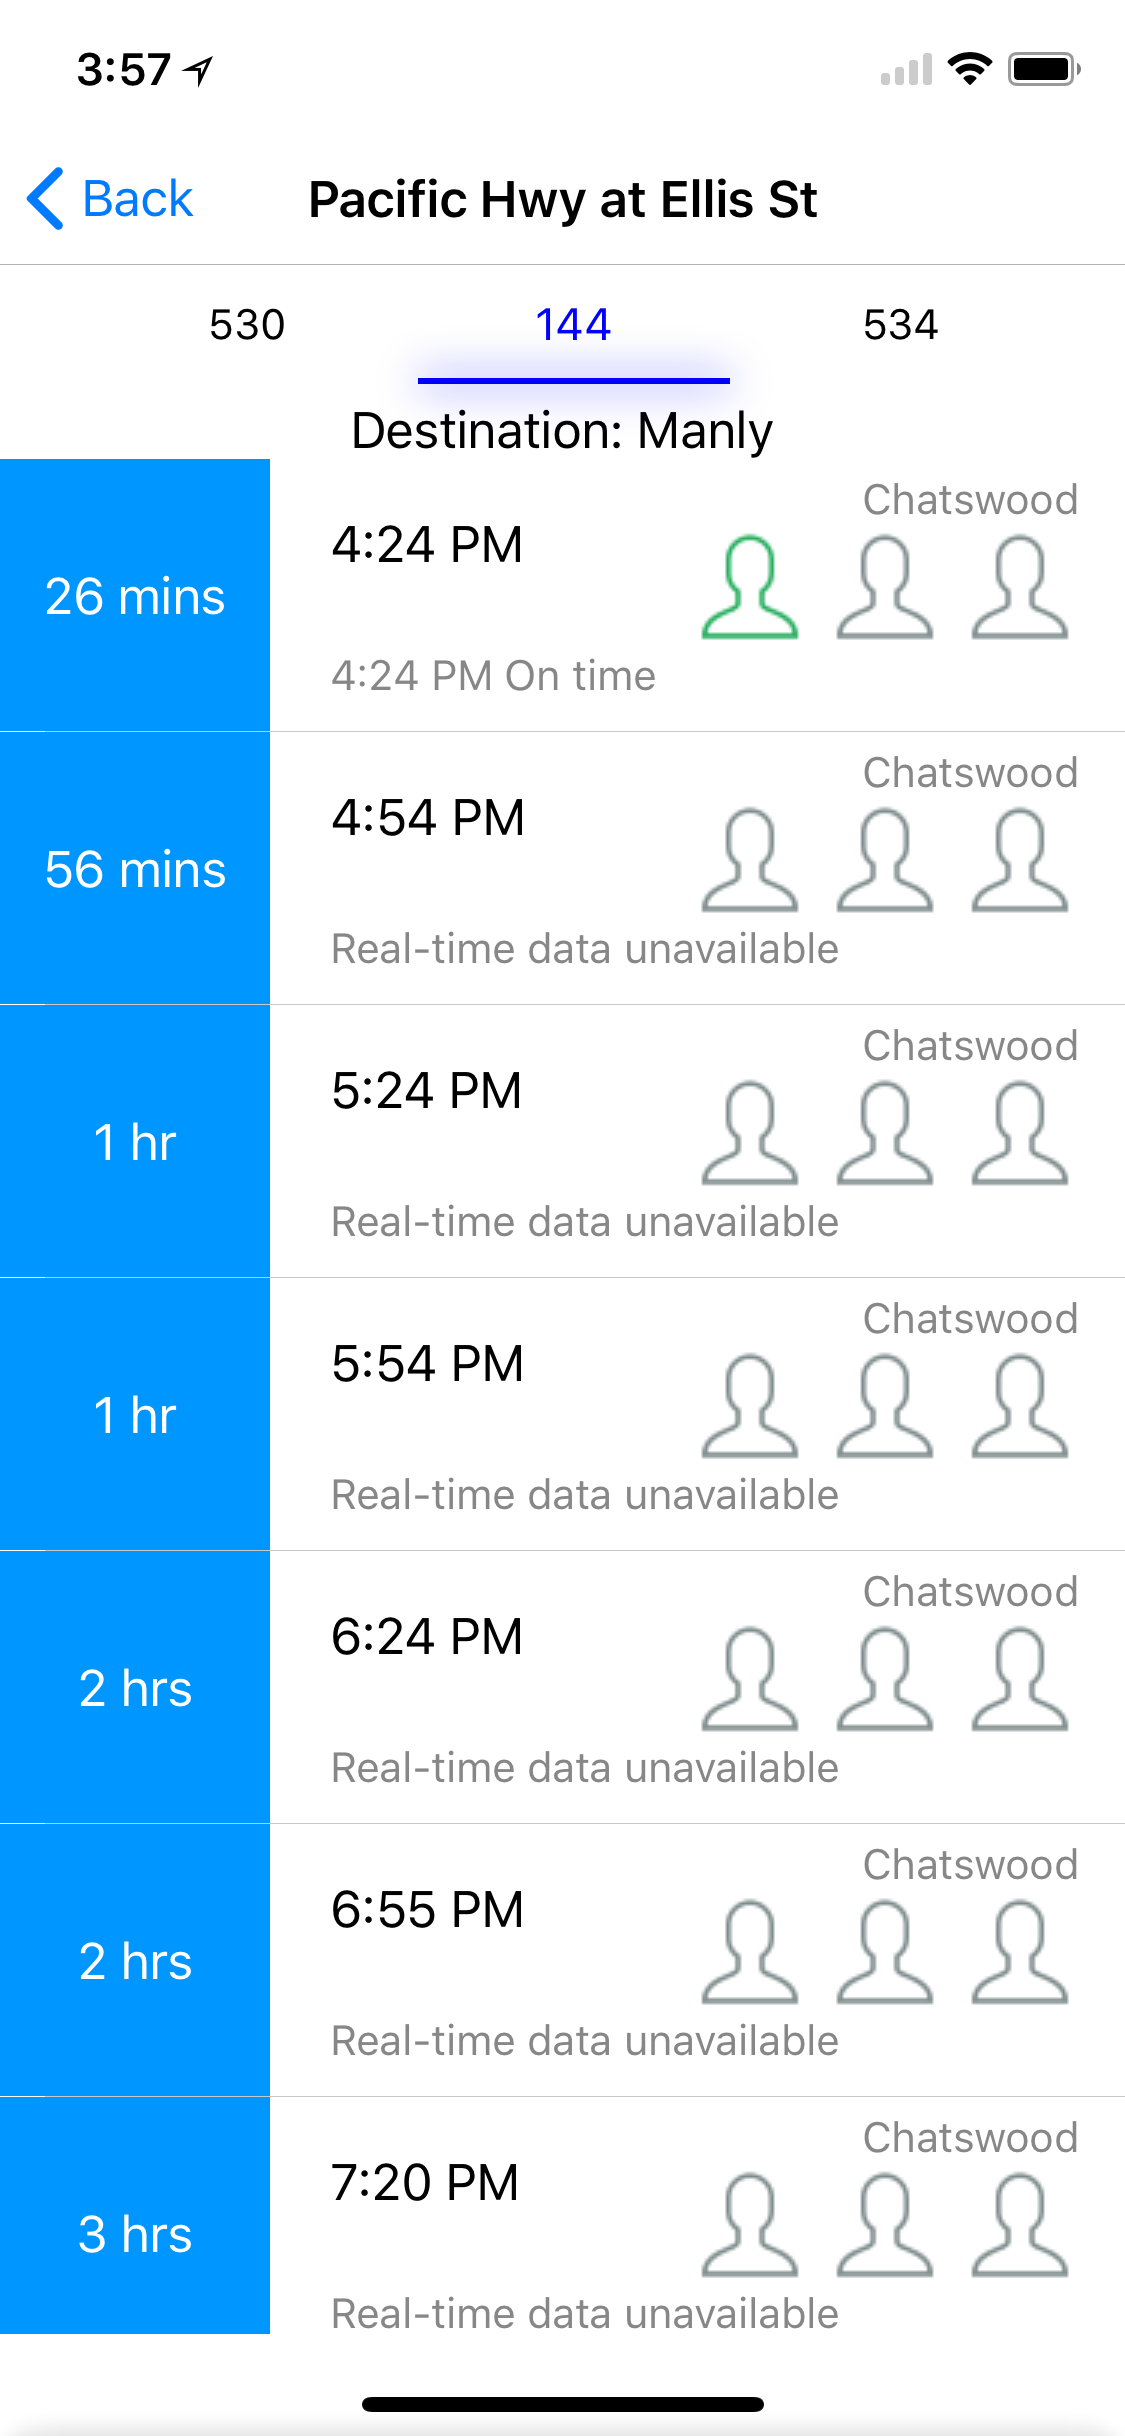 3:57
Back Pacific Hwy at Ellis St
530 144 534
Destination: Manly
Chatswood
4:24 PM
26 mins
4:24 PM On time
Chatswood
4:54 PM
56 mins
Real-time data unavailable
Chatswood
5:24 PM
1 hr
Real-time data unavailable
Chatswood
5:54 PM
1 hr
Real-time data unavailable
Chatswood
6:24 PM
2 hrs
Real-time data unavailable
Chatswood
6:55 PM
2 hrs
Real-time data unavailable
Chatswood
7:20 PM
3 hrs
Real-time data unavailable